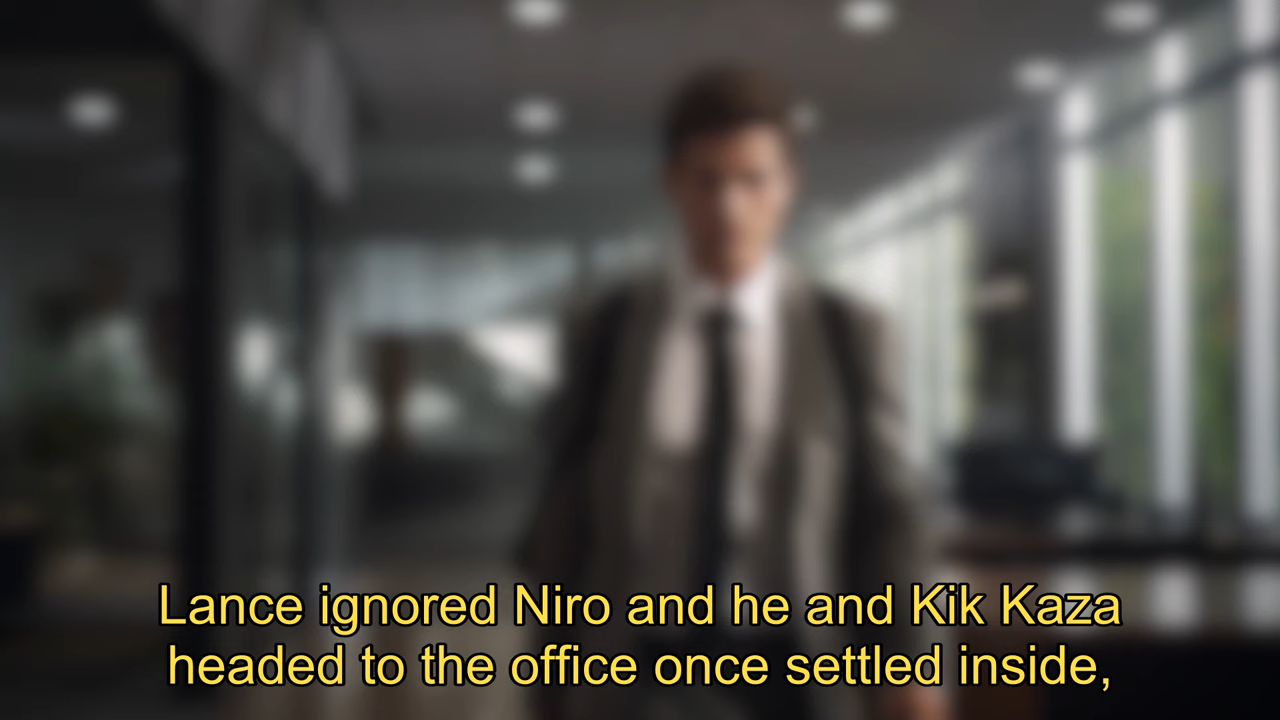 Lance ignored Niro and he and Kik Kaza
headed to the office once settled inside,